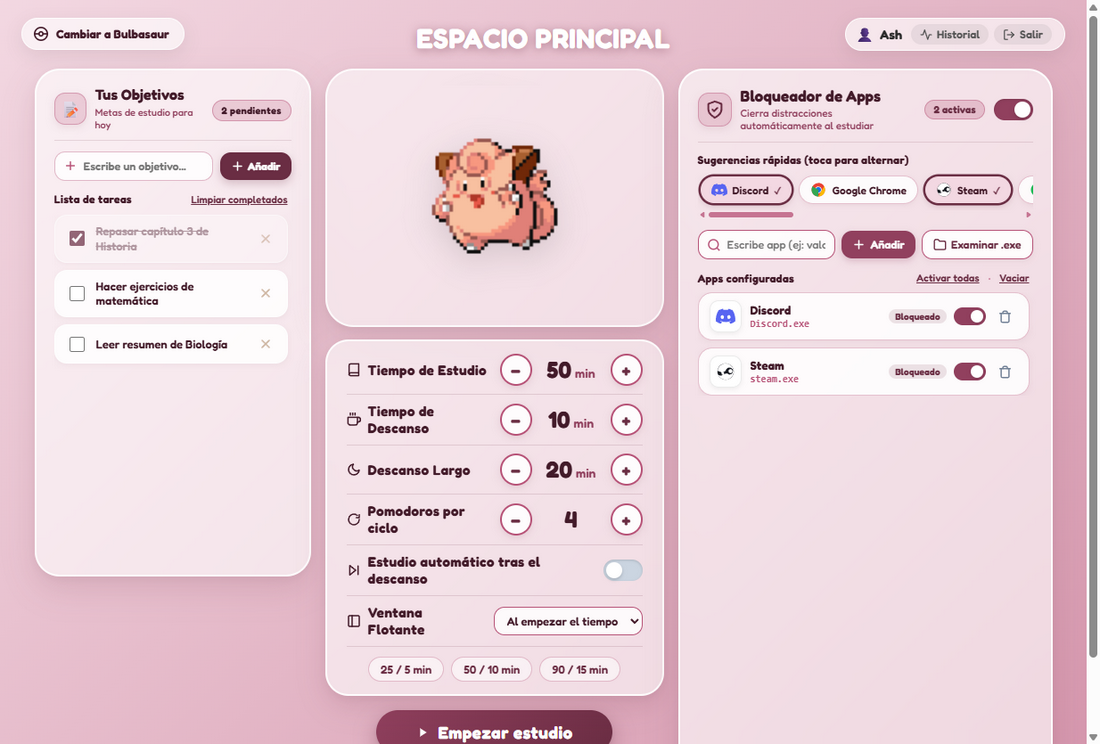 Cambiar a Bulbasaur
ESPACIO PRINCIPAL
Ash
Historial
Salir
Tus Objetivos
Metas de estudio para
hoy
2 pendientes
+ Escribe un objetivo...
+ Añadir
Lista de tareas
Limpiar completados
Repasar capítulo 3 de
Historia
Hacer ejercicios de
matemática
Leer resumen de Biología
Tiempo de Estudio
− 50 min +
Tiempo de
Descanso
− 10 min +
Descanso Largo
− 20 min +
Pomodoros por
ciclo
− 4 +
Estudio automático tras el
descanso
Ventana
Flotante
Al empezar el tiempo
25 / 5 min
50 / 10 min
90 / 15 min
Empezar estudio
Bloqueador de Apps
Cierra distracciones
automáticamente al estudiar
2 activas
Sugerencias rápidas (toca para alternar)
Discord ✓
Google Chrome
Steam ✓
Escribe app (ej: valo
+ Añadir
Examinar .exe
Apps configuradas
Activar todas · Vaciar
Discord
Discord.exe
Bloqueado
Steam
steam.exe
Bloqueado